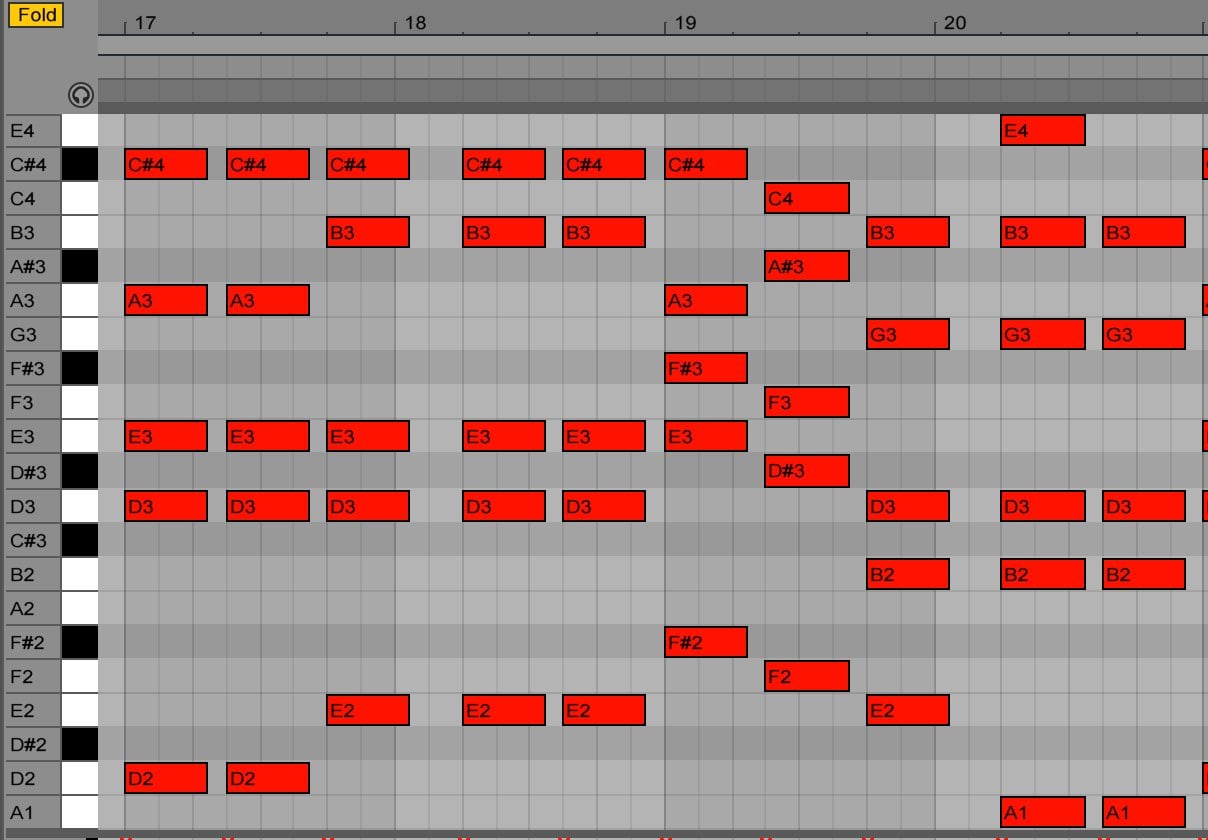 Fold 17 18 19 20
E4 E4
C#4 C#4 C#4 C#4 C#4 C#4 C#4
C4 C4
B3 B3 B3 B3 B3 B3 B3
A#3 A#3
A3 A3 A3 A3
G3 G3 G3 G3
F#3 F#3
F3 F3
E3 E3 E3 E3 E3 E3 E3
D#3 D#3
D3 D3 D3 D3 D3 D3 D3 D3 D3
C#3
B2 B2 B2 B2
A2
F#2 F#2
F2 F2
E2 E2 E2 E2 E2
D#2
D2 D2 D2
A1 A1 A1